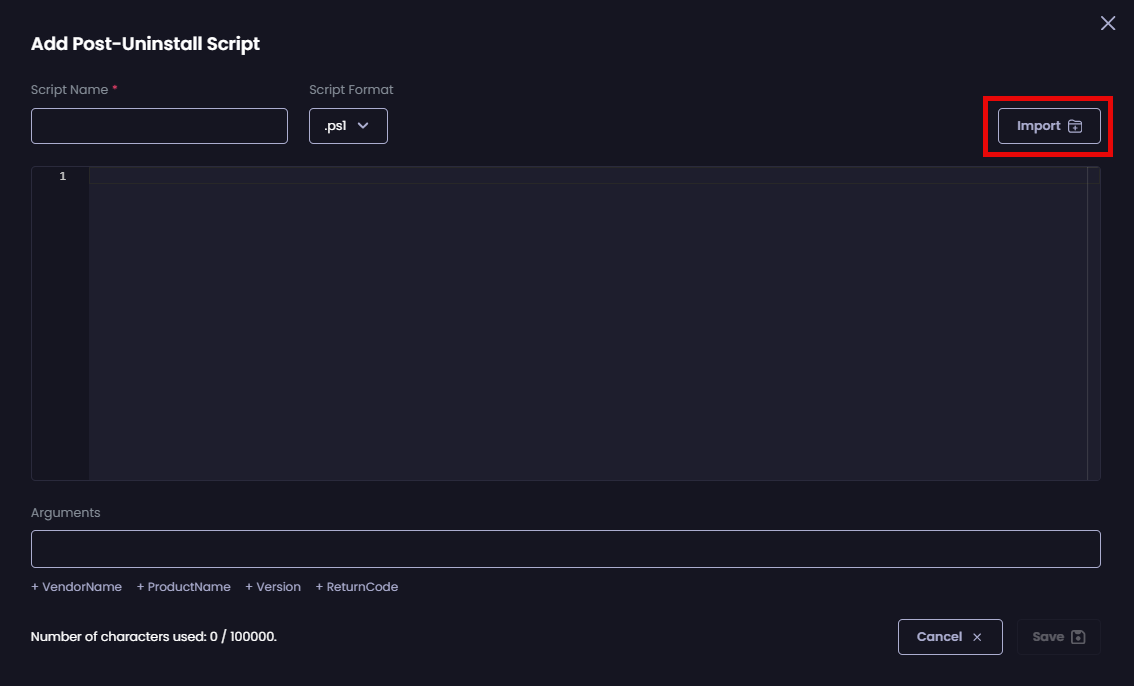 Add Post-Uninstall Script
Script Name *
Script Format
.ps1
Import
1
Arguments
+ VendorName + ProductName + Version + ReturnCode
Number of characters used: 0 / 100000.
Cancel
Save